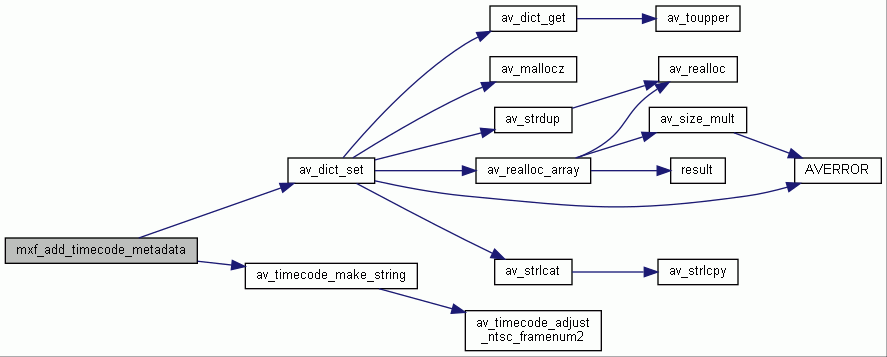 av_dict_get
av_toupper
av_mallocz
av_realloc
av_strdup
av_size_mult
av_dict_set
av_realloc_array
result
AVERROR
mxf_add_timecode_metadata
av_timecode_make_string
av_strlcat
av_strlcpy
av_timecode_adjust
_ntsc_framenum2